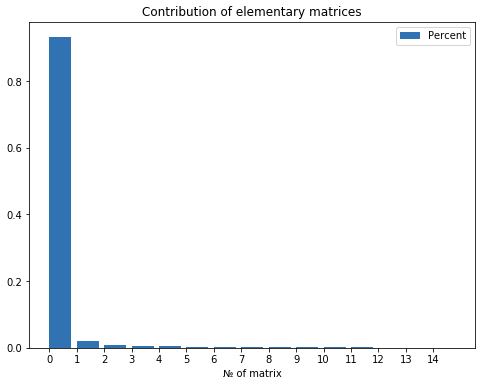 Contribution of elementary matrices
Percent
0.8
0.6
0.4
0.2
0.0
0 1 2 3 4 5 6 7 8 9 10 11 12 13 14
№ of matrix